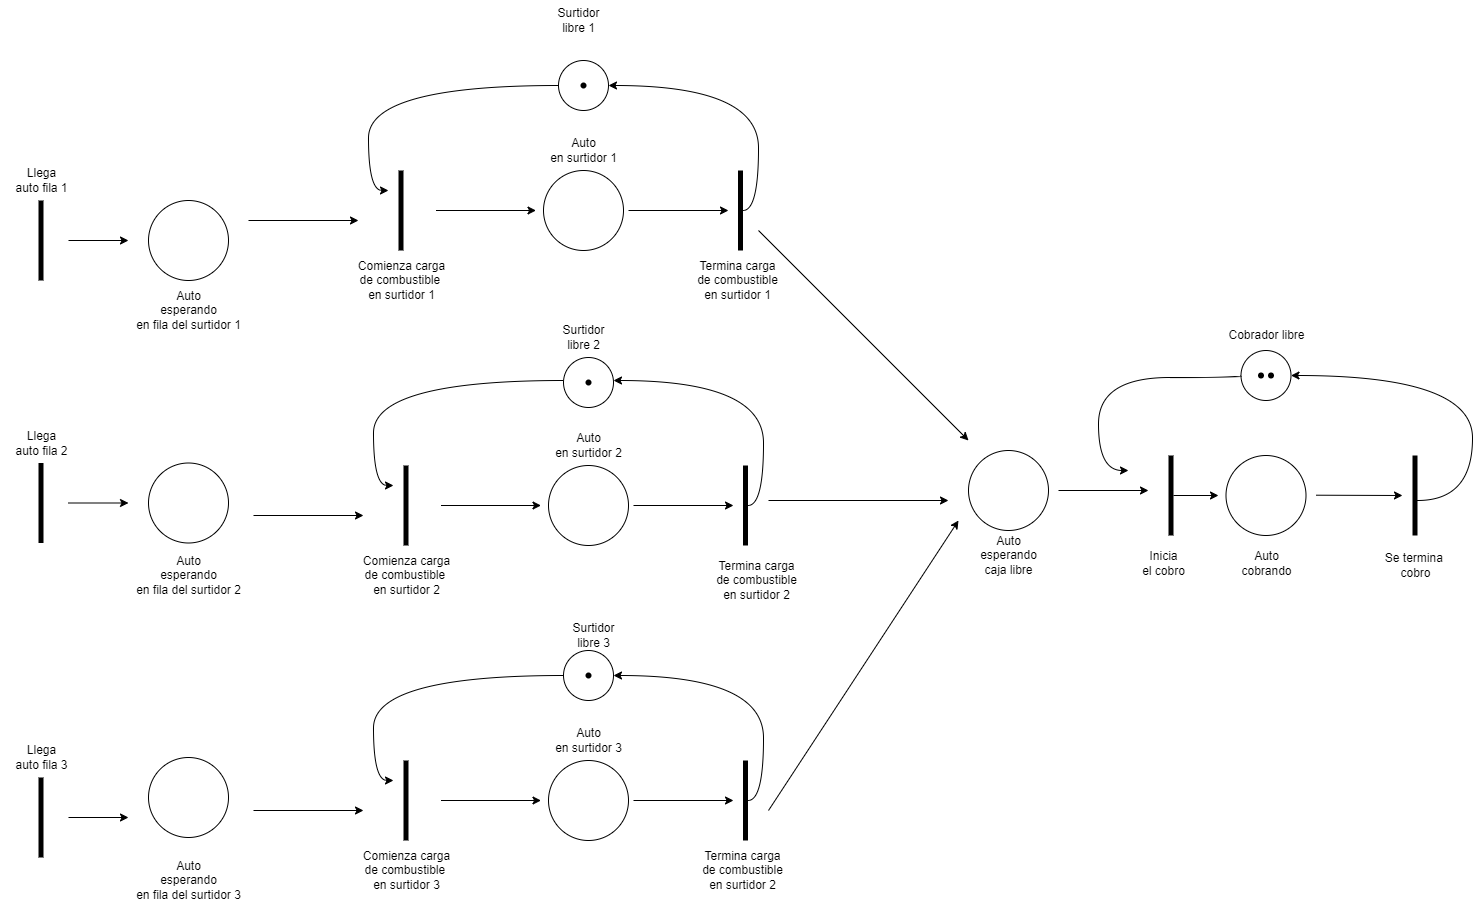 Surtidor
libre 1
Auto
en surtidor 1
Llega
auto fila 1
Auto
esperando
en fila del surtidor 1
Comienza carga
de combustible
en surtidor 1
Termina carga
de combustible
en surtidor 1
Surtidor
libre 2
Cobrador libre
Llega
auto fila 2
Auto
en surtidor 2
Auto
esperando
en fila del surtidor 2
Comienza carga
de combustible
en surtidor 2
Termina carga
de combustible
en surtidor 2
Auto
esperando
caja libre
Inicia
el cobro
Auto
cobrando
Se termina
cobro
Surtidor
libre 3
Llega
auto fila 3
Auto
en surtidor 3
Auto
esperando
en fila del surtidor 3
Comienza carga
de combustible
en surtidor 3
Termina carga
de combustible
en surtidor 2